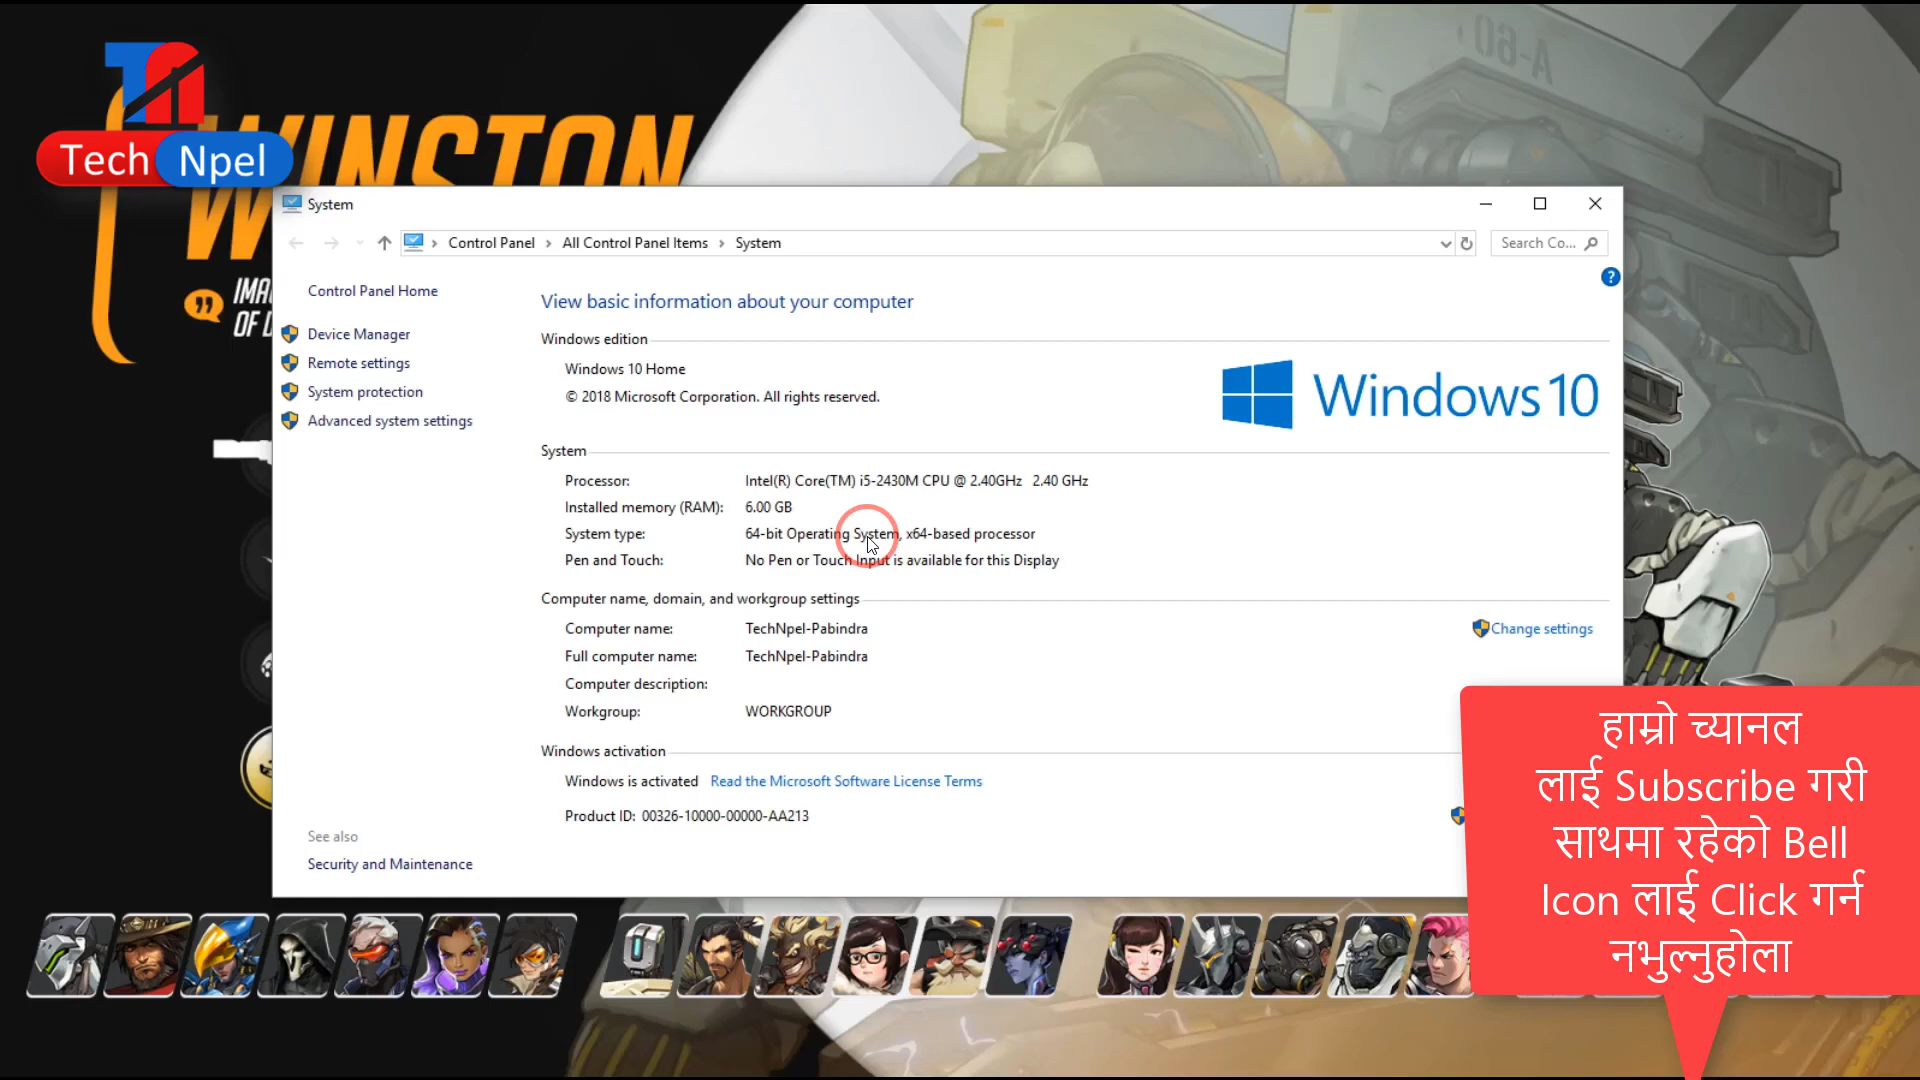 A-60
WINSTON
Tech Npel
System
Control Panel > All Control Panel Items > System
Search Co...
?
IMA
OF D
Control Panel Home
Device Manager
Remote settings
System protection
Advanced system settings
View basic information about your computer
Windows edition
Windows 10 Home
© 2018 Microsoft Corporation. All rights reserved.
Windows 10
System
Processor: Intel(R) Core(TM) i5-2430M CPU @ 2.40GHz 2.40 GHz
Installed memory (RAM): 6.00 GB
System type: 64-bit Operating System, x64-based processor
Pen and Touch: No Pen or Touch Input is available for this Display
Computer name, domain, and workgroup settings
Computer name: TechNpel-Pabindra
Change settings
Full computer name: TechNpel-Pabindra
Computer description:
Workgroup: WORKGROUP
Windows activation
Windows is activated Read the Microsoft Software License Terms
Product ID: 00326-10000-00000-AA213
See also
Security and Maintenance
हाम्रो च्यानल
लाई Subscribe गरी
साथमा रहेको Bell
Icon लाई Click गर्न
नभुल्नुहोला